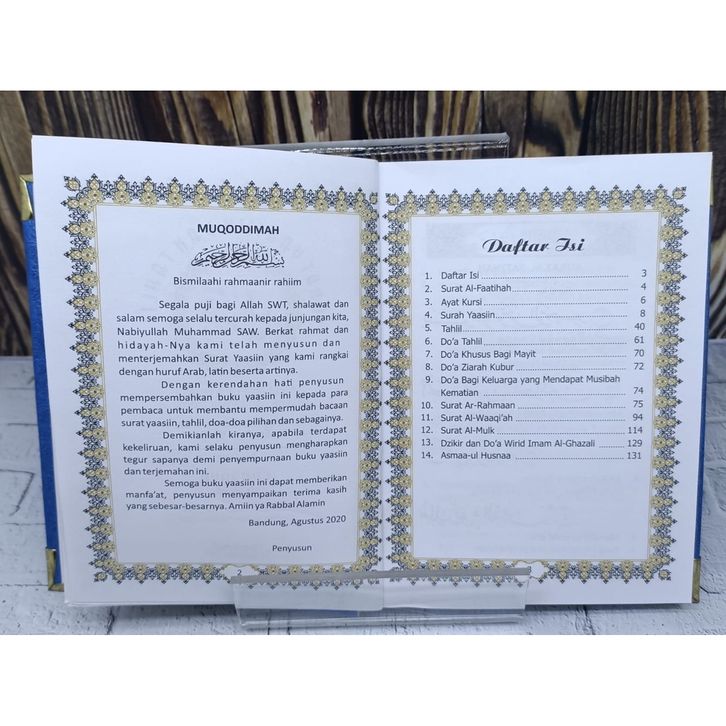 MUQODDIMAH
بسم الله الرحمن الرحيم
Bismilaahi rahmaanir rahiim
Segala puji bagi Allah SWT, shalawat dan
salam semoga selalu tercurah kepada junjungan kita,
Nabiyullah Muhammad SAW. Berkat rahmat dan
hidayah-Nya kami telah menyusun dan
menterjemahkan Surat Yaasiin yang kami rangkai
dengan huruf Arab, latin beserta artinya.
Dengan kerendahan hati penyusun
mempersembahkan buku yaasiin ini kepada para
pembaca untuk membantu mempermudah bacaan
surat yaasiin, tahlil, doa-doa pilihan dan sebagainya.
Demikianlah kiranya, apabila terdapat
kekeliruan, kami selaku penyusun mengharapkan
tegur sapanya demi penyempurnaan buku yaasiin
dan terjemahan ini.
Semoga buku yaasiin ini dapat memberikan
manfa'at, penyusun menyampaikan terima kasih
yang sebesar-besarnya. Amiin ya Rabbal Alamin
Bandung, Agustus 2020
Penyusun
2
Daftar Isi
1. Daftar Isi 3
2. Surat Al-Faatihah 4
3. Ayat Kursi 6
4. Surah Yaasiin 8
5. Tahlil 40
6. Do'a Tahlil 61
7. Do'a Khusus Bagi Mayit 70
8. Do'a Ziarah Kubur 72
9. Do'a Bagi Keluarga yang Mendapat Musibah
Kematian 74
10. Surat Ar-Rahmaan 75
11. Surat Al-Waaqi'ah 94
12. Surat Al-Mulk 114
13. Dzikir dan Do'a Wirid Imam Al-Ghazali 129
14. Asmaa-ul Husnaa 131